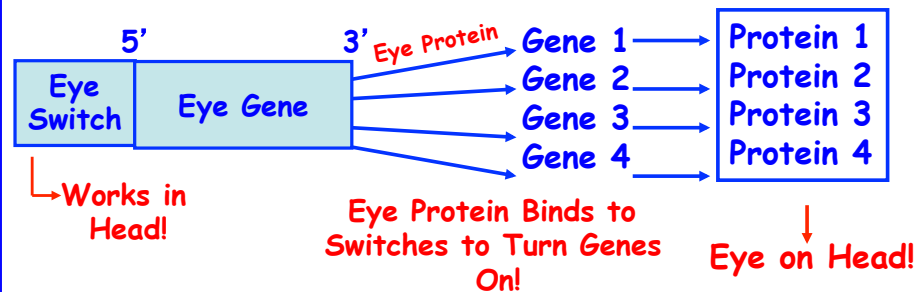 5’
3’
Eye
Switch
Eye Gene
Eye Protein
Gene 1
Gene 2
Gene 3
Gene 4
Protein 1
Protein 2
Protein 3
Protein 4
Works in
Head!
Eye Protein Binds to
Switches to Turn Genes
On!
Eye on Head!